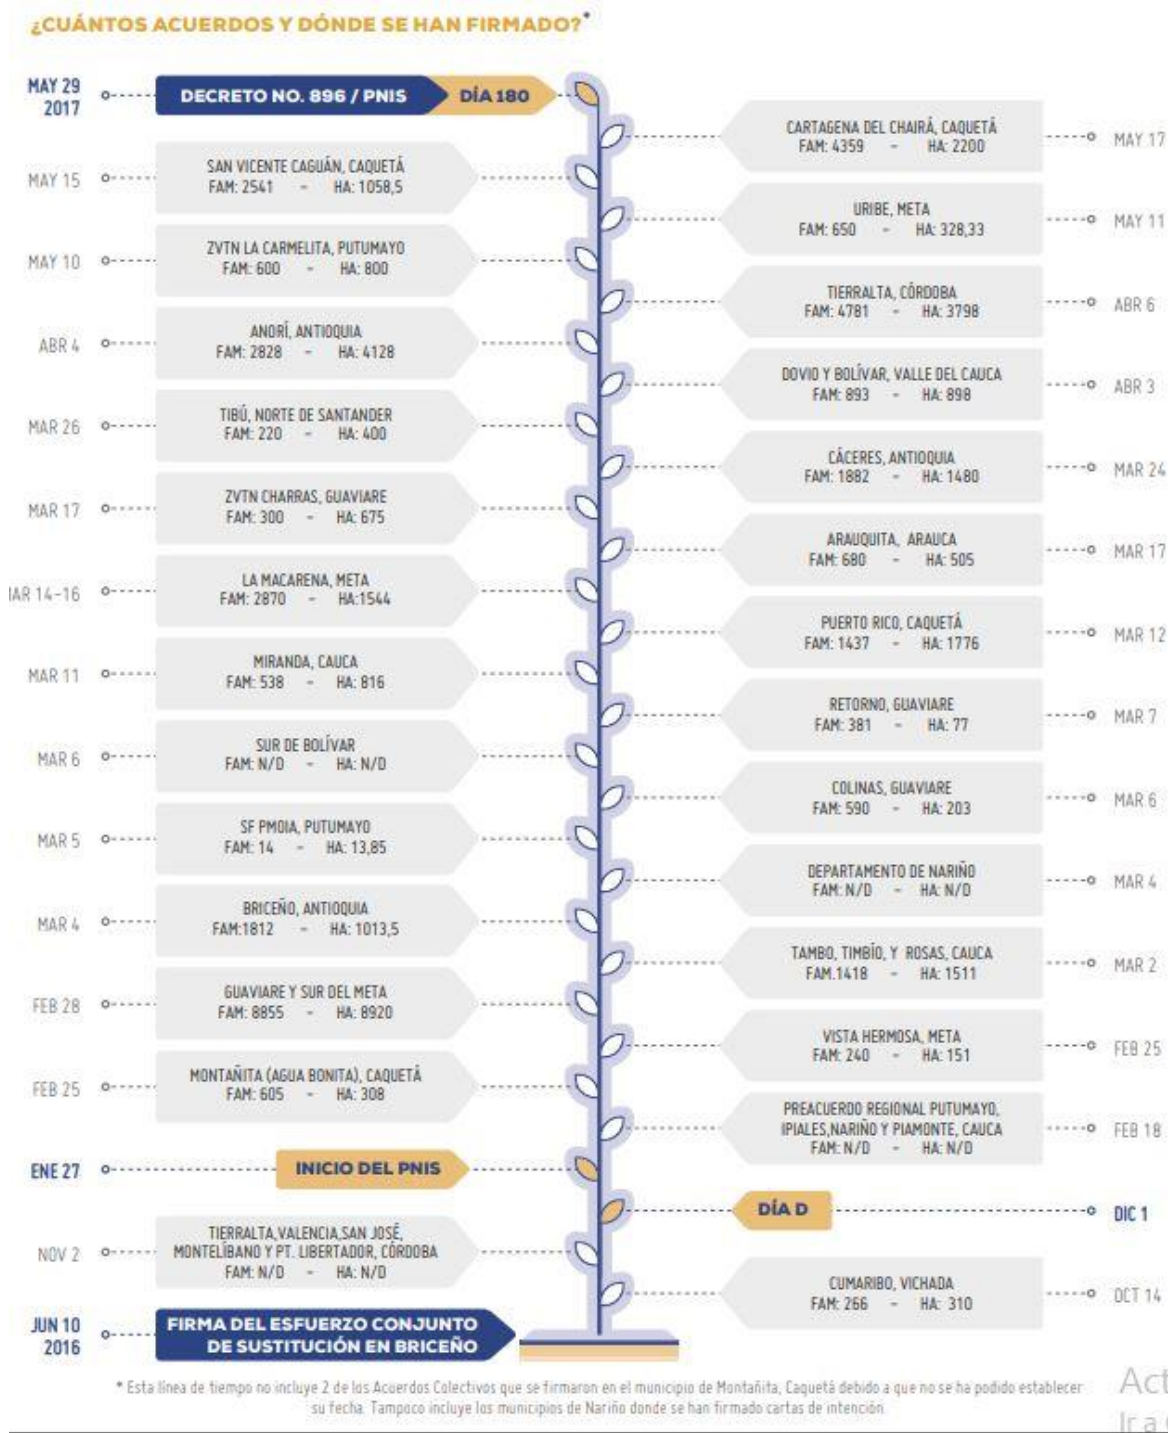 ¿CUÁNTOS ACUERDOS Y DÓNDE SE HAN FIRMADO?*
MAY 29
2017
DECRETO NO. 896 / PNIS
DÍA 180
CARTAGENA DEL CHAIRÁ, CAQUETÁ
FAM: 4359 - HA: 2200
MAY 17
MAY 15
SAN VICENTE CAGUÁN, CAQUETÁ
FAM: 2541 - HA: 1058,5
URIBE, META
FAM: 650 - HA: 328,33
MAY 11
MAY 10
ZVTN LA CARMELITA, PUTUMAYO
FAM: 600 - HA: 800
TIERRALTA, CÓRDOBA
FAM: 4781 - HA: 3798
ABR 6
ABR 4
ANORÍ, ANTIOQUIA
FAM: 2828 - HA: 4128
DOVIO Y BOLÍVAR, VALLE DEL CAUCA
FAM: 893 - HA: 898
ABR 3
MAR 26
TIBÚ, NORTE DE SANTANDER
FAM: 220 - HA: 400
CÁCERES, ANTIOQUIA
FAM: 1882 - HA: 1480
MAR 24
MAR 17
ZVTN CHARRAS, GUAVIARE
FAM: 300 - HA: 675
ARAUQUITA, ARAUCA
FAM: 680 - HA: 505
MAR 17
AR 14-16
LA MACARENA, META
FAM: 2870 - HA:1544
PUERTO RICO, CAQUETÁ
FAM: 1437 - HA: 1776
MAR 12
MAR 11
MIRANDA, CAUCA
FAM: 538 - HA: 816
RETORNO, GUAVIARE
FAM: 381 - HA: 77
MAR 7
MAR 6
SUR DE BOLÍVAR
FAM: N/D - HA: N/D
COLINAS, GUAVIARE
FAM: 590 - HA: 203
MAR 6
MAR 5
SF PMOIA, PUTUMAYO
FAM: 14 - HA: 13,85
DEPARTAMENTO DE NARIÑO
FAM: N/D - HA: N/D
MAR 4
MAR 4
BRICEÑO, ANTIOQUIA
FAM:1812 - HA: 1013,5
TAMBO, TIMBÍO, Y ROSAS, CAUCA
FAM.1418 - HA: 1511
MAR 2
FEB 28
GUAVIARE Y SUR DEL META
FAM: 8855 - HA: 8920
VISTA HERMOSA, META
FAM: 240 - HA: 151
FEB 25
FEB 25
MONTAÑITA (AGUA BONITA), CAQUETÁ
FAM: 605 - HA: 308
PREACUERDO REGIONAL PUTUMAYO,
IPIALES,NARIÑO Y PIAMONTE, CAUCA
FAM: N/D - HA: N/D
FEB 18
ENE 27
INICIO DEL PNIS
DÍA D
DIC 1
NOV 2
TIERRALTA,VALENCIA,SAN JOSÉ,
MONTELÍBANO Y PT. LIBERTADOR, CÓRDOBA
FAM: N/D - HA: N/D
CUMARIBO, VICHADA
FAM: 266 - HA: 310
OCT 14
JUN 10
2016
FIRMA DEL ESFUERZO CONJUNTO
DE SUSTITUCIÓN EN BRICEÑO
* Esta línea de tiempo no incluye 2 de los Acuerdos Colectivos que se firmaron en el municipio de Montañita, Caquetá debido a que no se ha podido establecer
su fecha. Tampoco incluye los municipios de Nariño donde se han firmado cartas de intención.
Act
Ir a